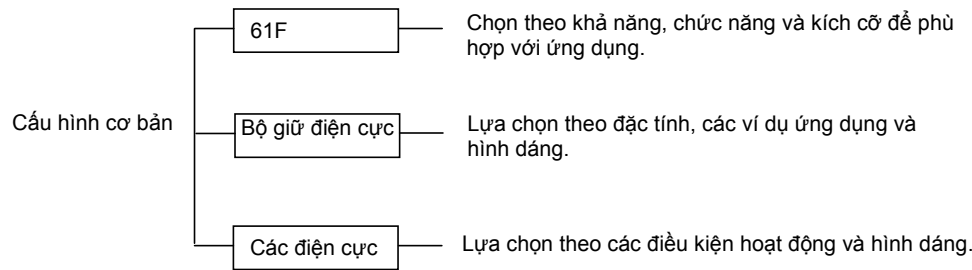 61F
Chọn theo khả năng, chức năng và kích cỡ để phù
hợp với ứng dụng.
Cấu hình cơ bản
Bộ giữ điện cực
Lựa chọn theo đặc tính, các ví dụ ứng dụng và
hình dáng.
Các điện cực
Lựa chọn theo các điều kiện hoạt động và hình dáng.